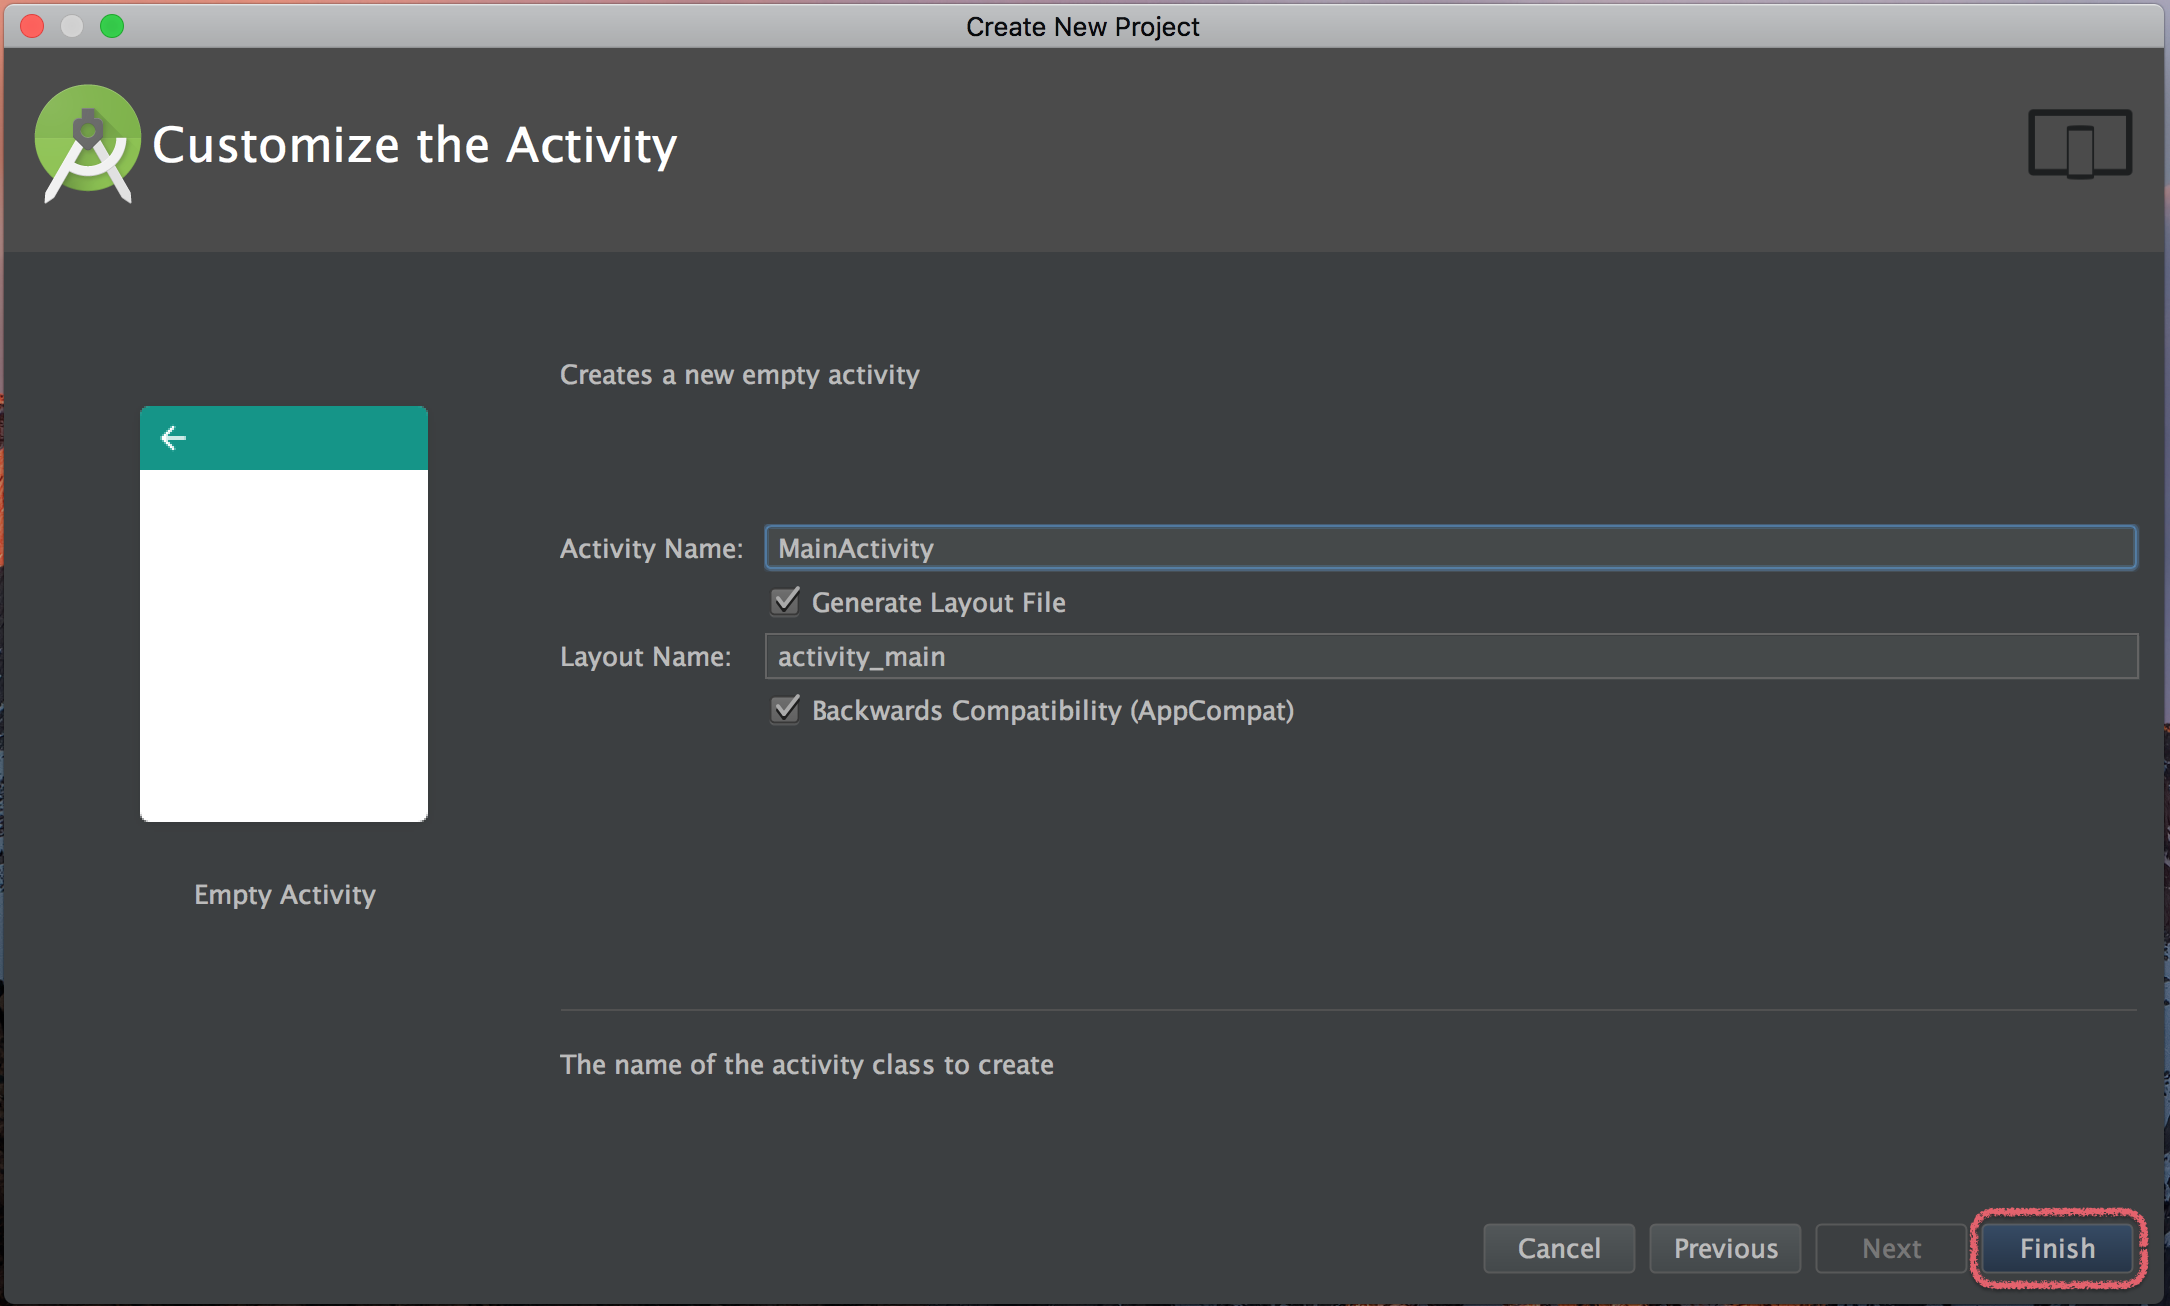 Create New Project
Customize the Activity
Creates a new empty activity
Activity Name: MainActivity
Generate Layout File
Layout Name: activity_main
Backwards Compatibility (AppCompat)
Empty Activity
The name of the activity class to create
Cancel Previous Next Finish